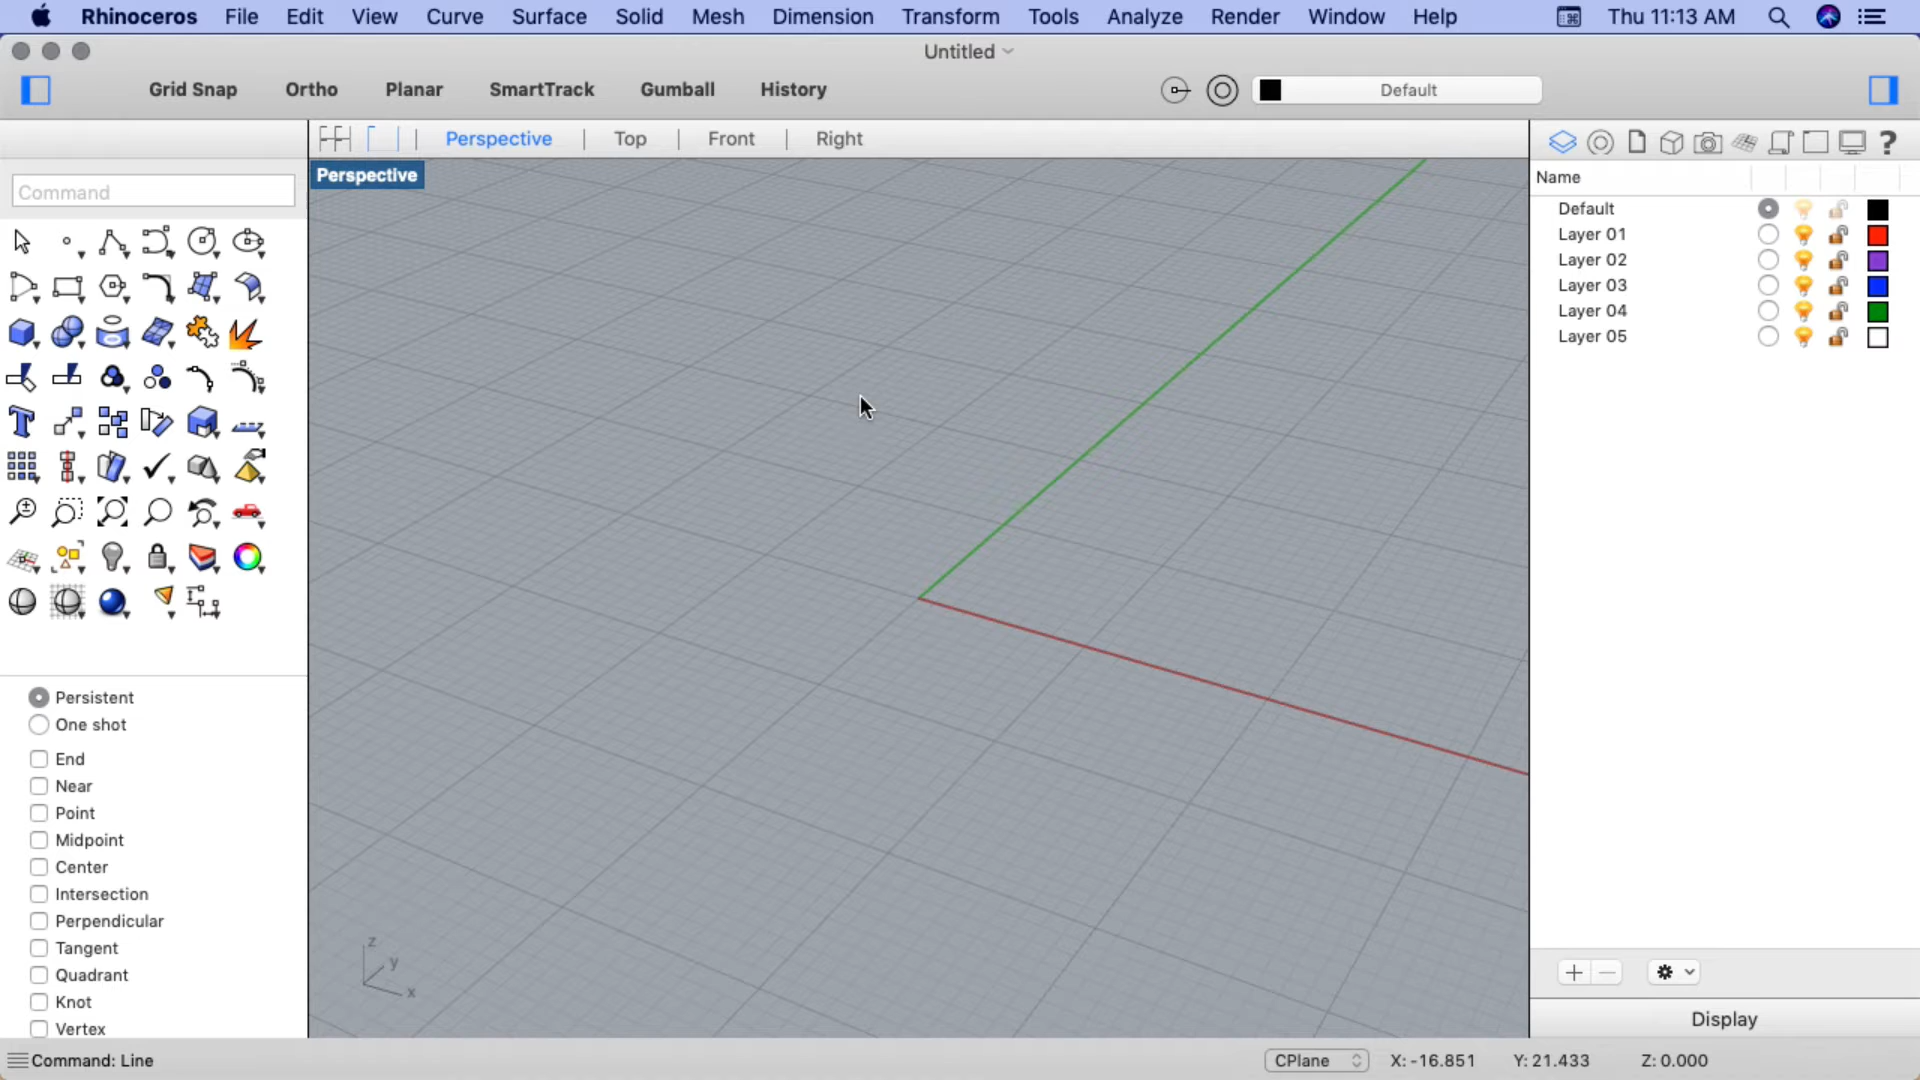 Rhinoceros File Edit View Curve Surface Solid Mesh Dimension Transform Tools Analyze Render Window Help Thu 11:13 AM
Untitled
Grid Snap Ortho Planar SmartTrack Gumball History Default
Perspective Top Front Right
Perspective
Command
Name
Default
Layer 01
Layer 02
Layer 03
Layer 04
Layer 05
Persistent
One shot
End
Near
Point
Midpoint
Center
Intersection
Perpendicular
Tangent
Quadrant
Knot
Vertex
z
y
x
Display
Command: Line CPlane X: -16.851 Y: 21.433 Z: 0.000